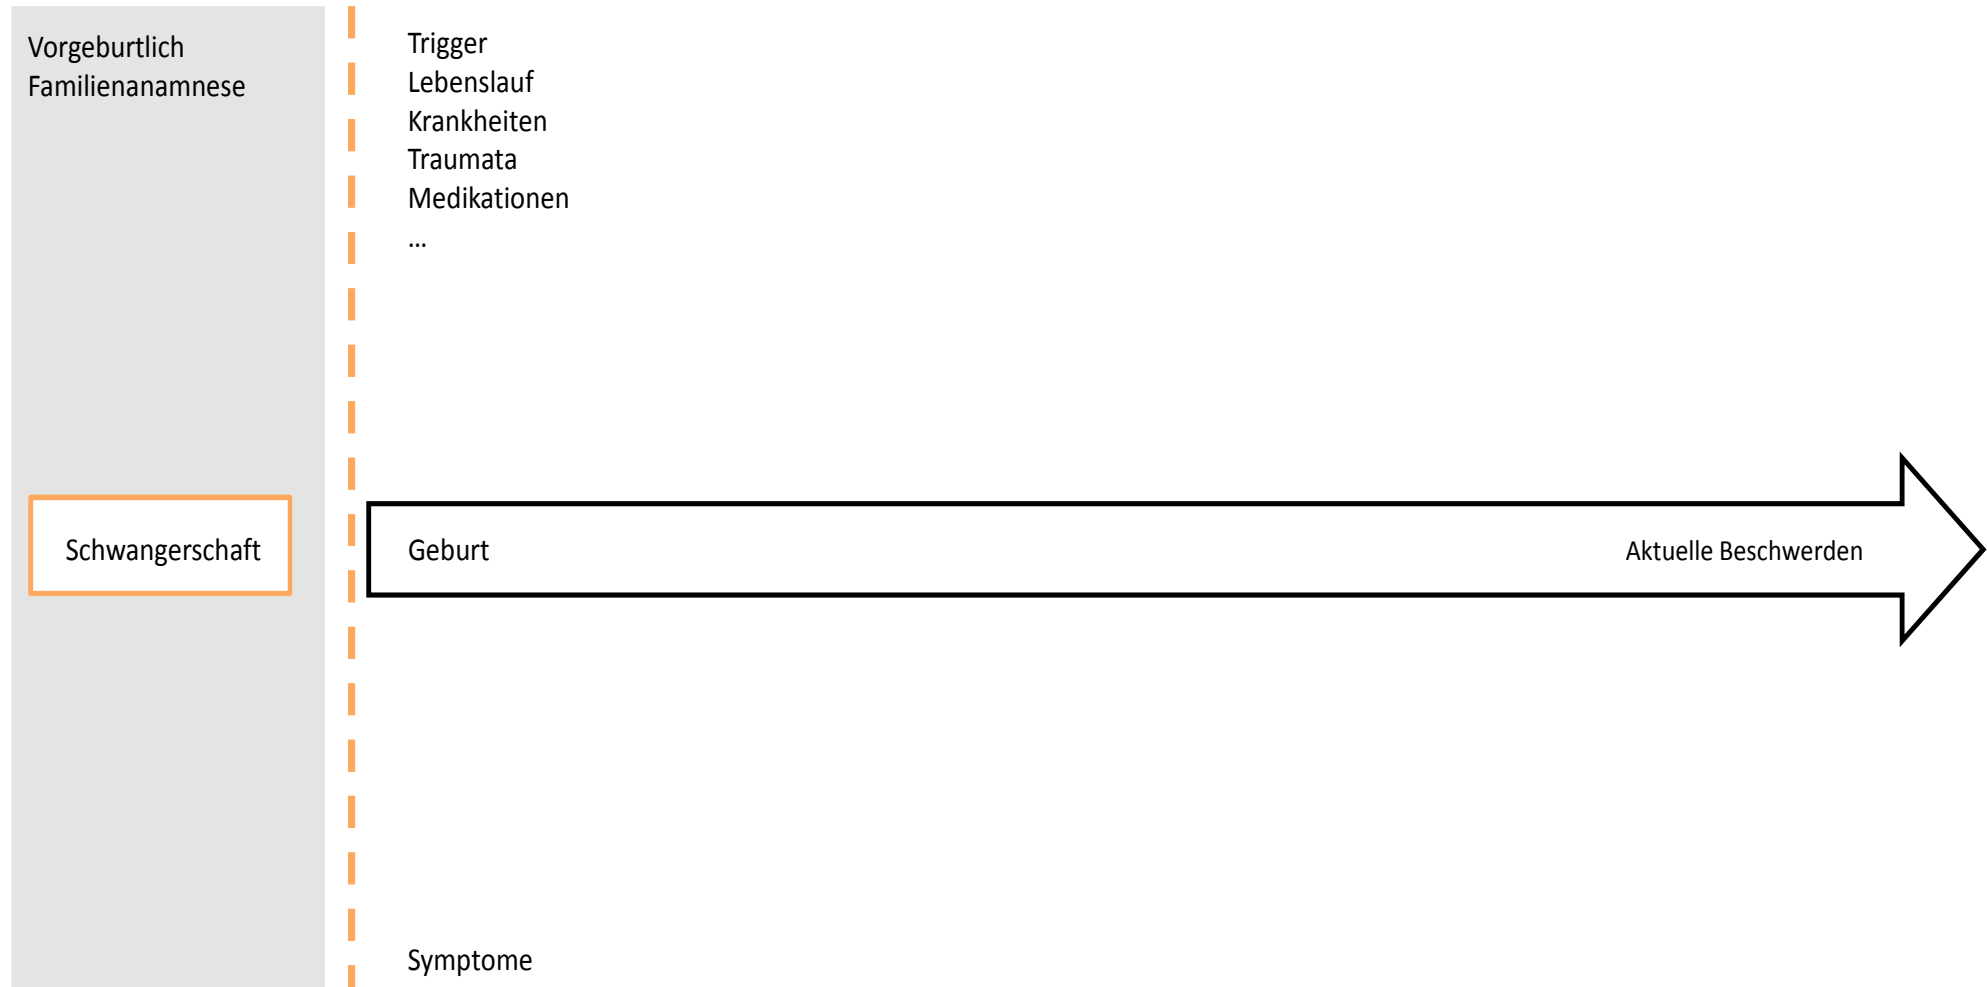 Vorgeburtlich
Familienanamnese
Trigger
Lebenslauf
Krankheiten
Traumata
Medikationen
...
Schwangerschaft
Geburt
Aktuelle Beschwerden
Symptome